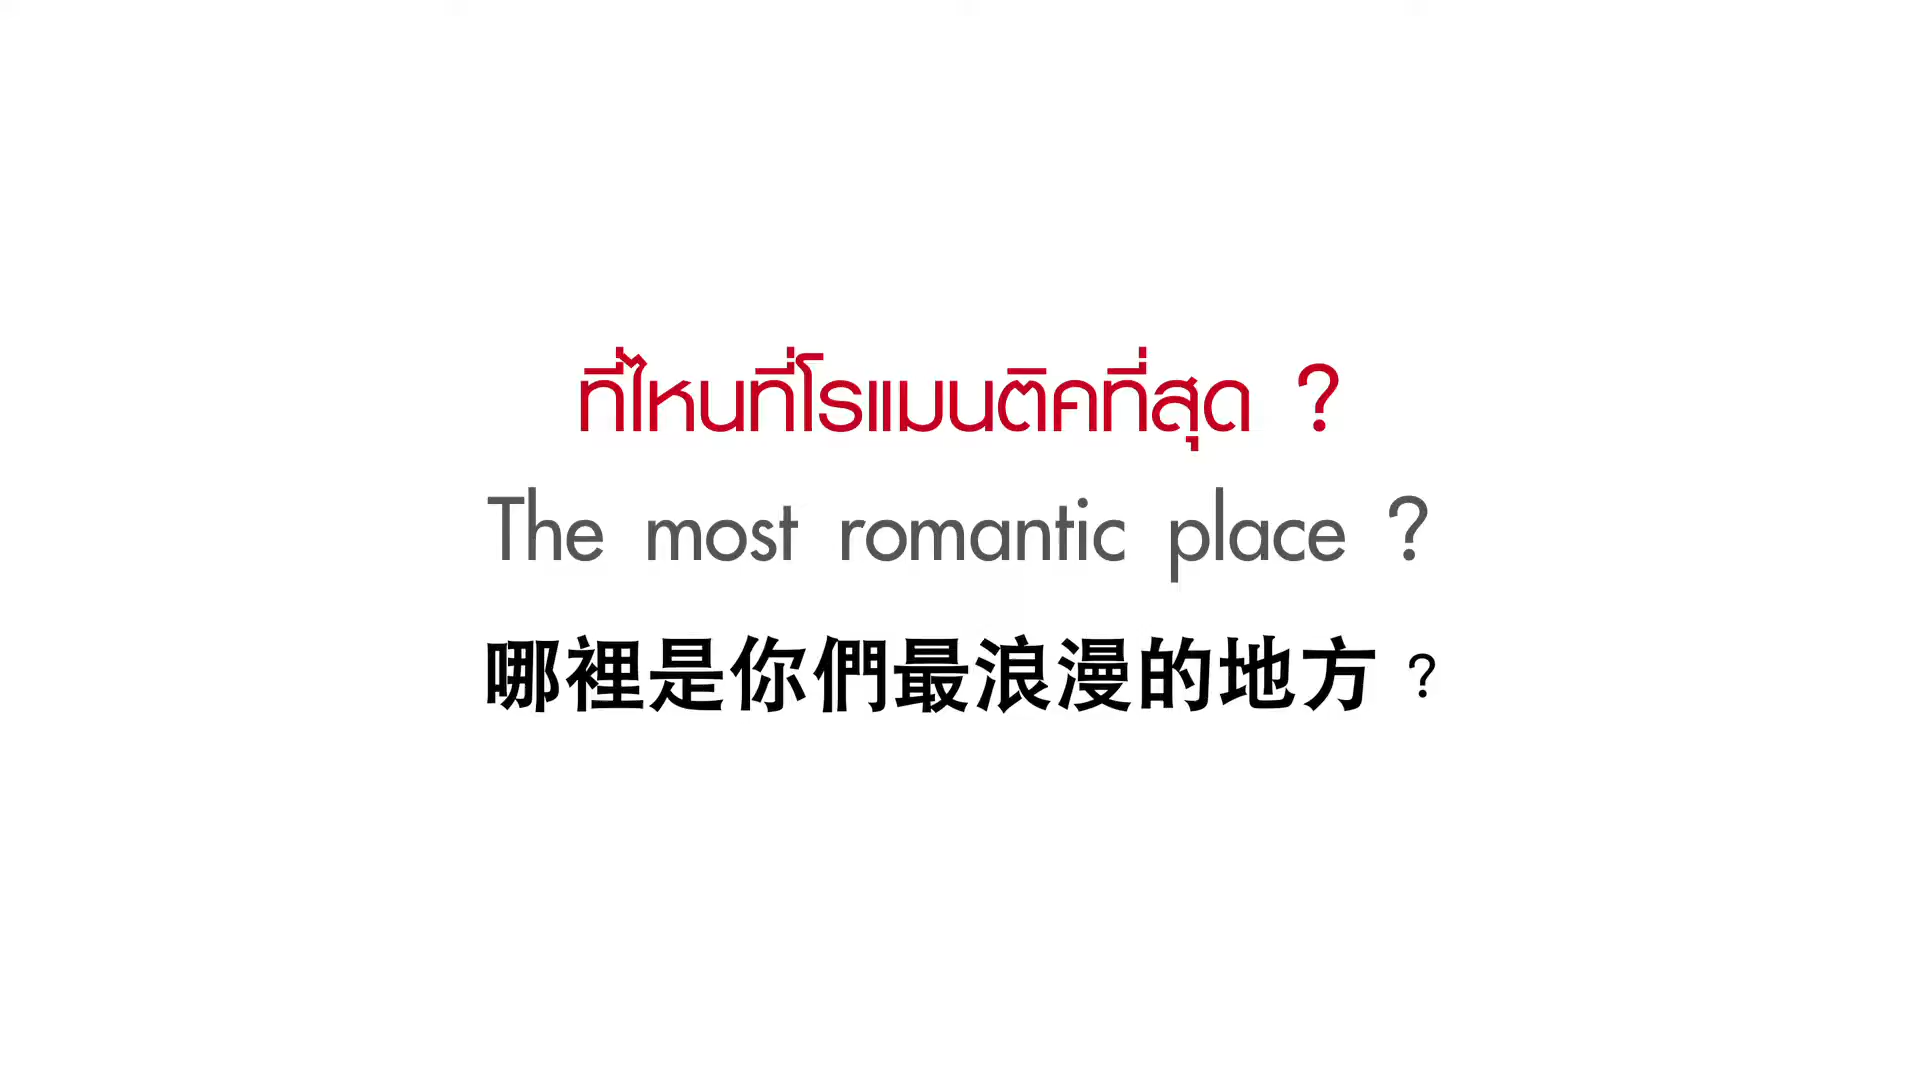 ที่ไหนที่โรแมนติคที่สุด ?
The most romantic place ?
哪裡是你們最浪漫的地方 ?